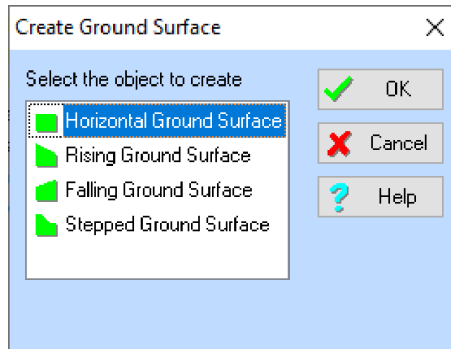 Create Ground Surface
Select the object to create
Horizontal Ground Surface
Rising Ground Surface
Falling Ground Surface
Stepped Ground Surface
OK
Cancel
Help